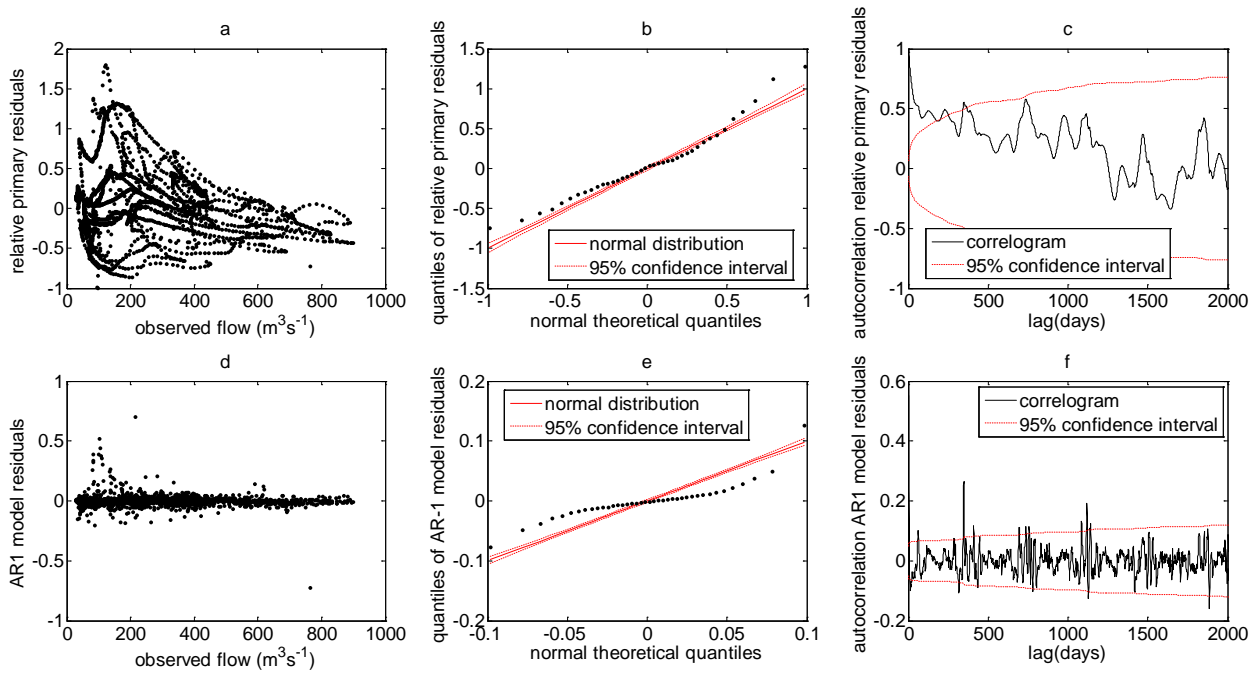 a
2
1.5
1
0.5
0
-0.5
-1
0
200
400
600
800
1000
relative primary residuals
observed flow (m³s⁻¹)
b
1.5
1
0.5
0
-0.5
-1
1.5
-1
-0.5
0
0.5
1
quantiles of relative primary residuals
normal theoretical quantiles
normal distribution
95% confidence interval
c
1
0.5
0
0.5
-1
0
500
1000
1500
2000
autocorrelation relative primary residuals
lag(days)
correlogram
95% confidence interval
d
1
0.5
0
-0.5
-1
0
200
400
600
800
1000
AR1 model residuals
observed flow (m³s⁻¹)
e
0.2
0.1
0
-0.1
-0.2
-0.1
-0.05
0
0.05
0.1
quantiles of AR-1 model residuals
normal theoretical quantiles
normal distribution
95% confidence interval
f
0.6
0.4
0.2
0
-0.2
0
500
1000
1500
2000
autocorrelation AR1 model residuals
lag(days)
correlogram
95% confidence interval